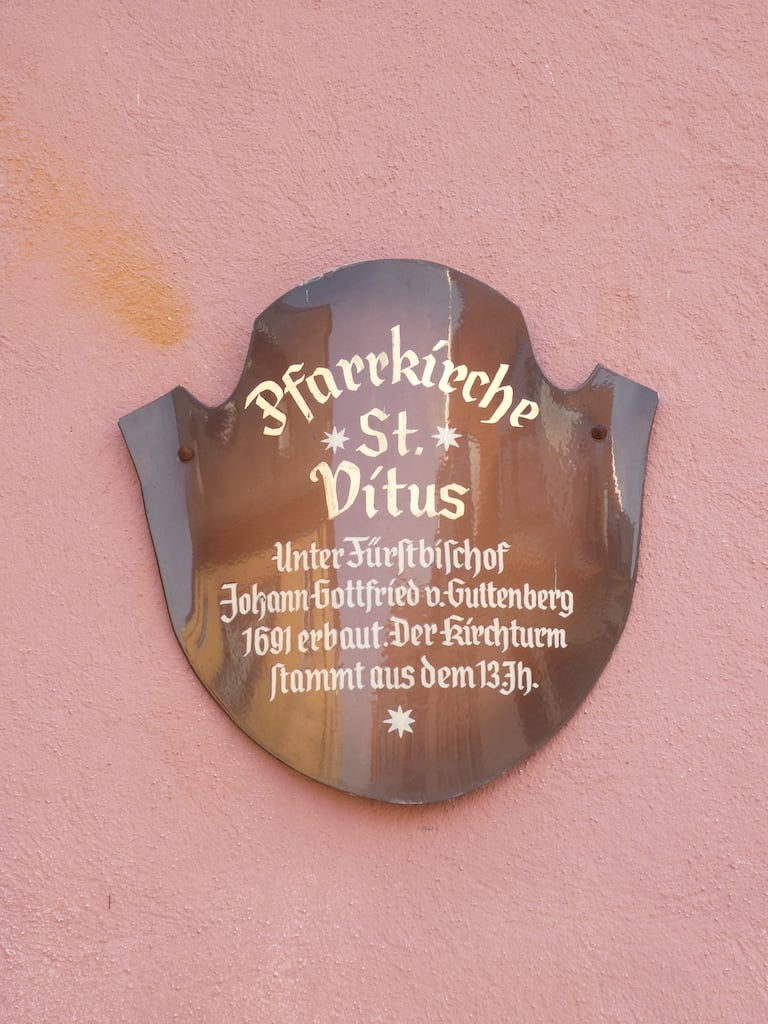 Pfarrkirche
St.
Vitus
Unter Fürstbischof
Johann Gottfried v. Guttenberg
1691 erbaut. Der Kirchturm
stammt aus dem 13. Jh.